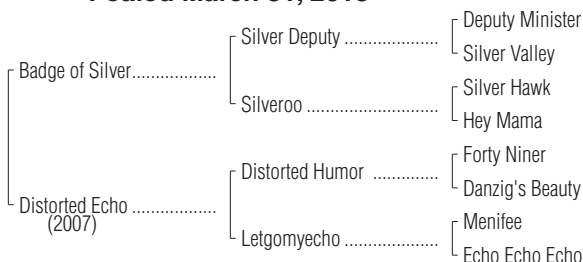 Deputy Minister
Silver Deputy ......................
Silver Valley
Badge of Silver..................
Silver Hawk
Silveroo ...............................
Hey Mama
Forty Niner
Distorted Humor ...............
Danzig's Beauty
Distorted Echo ....................
(2007)
Menifee
Letgomyecho ......................
Echo Echo Echo